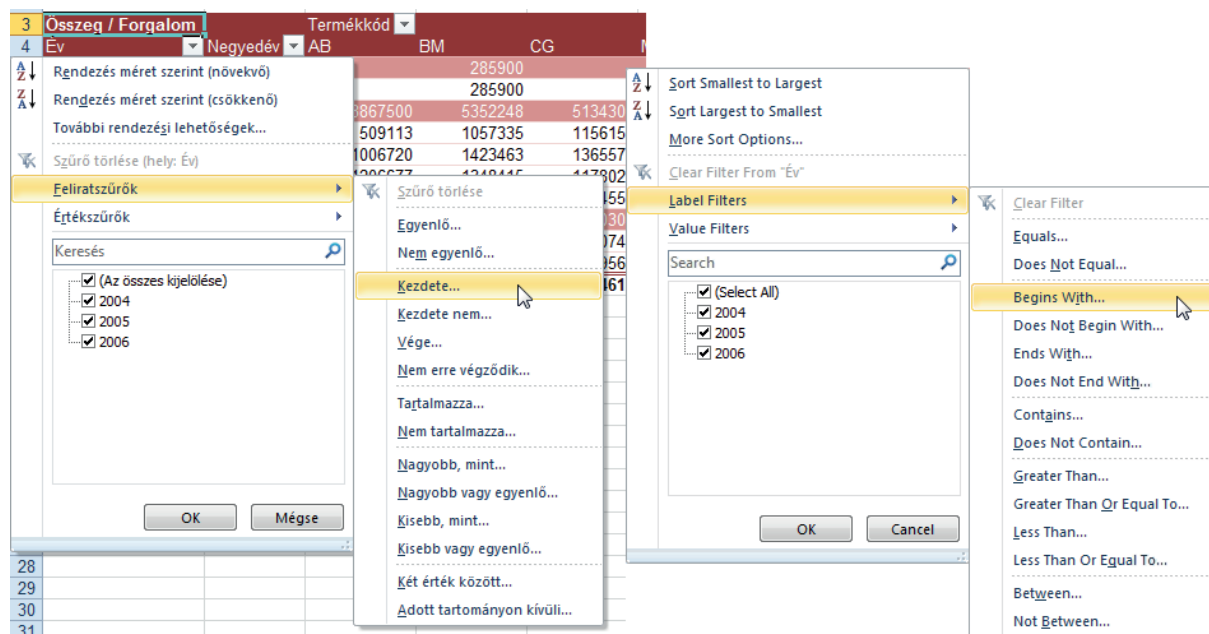 3 Összeg / Forgalom Termékkód
4 Év Negyedév AB BM CG
285900
285900
3867500 5352248 513430
509113 1057335 115615
1006720 1423463 136557
Rendezés méret szerint (növekvő)
Rendezés méret szerint (csökkenő)
További rendezési lehetőségek...
Szűrő törlése (hely: Év)
Feliratszűrők
Értékszűrők
Keresés
(Az összes kijelölése)
2004
2005
2006
OK Mégse
28
29
30
31
Szűrő törlése
Egyenlő...
Nem egyenlő...
Kezdete...
Kezdete nem...
Vége...
Nem erre végződik...
Tartalmazza...
Nem tartalmazza...
Nagyobb, mint...
Nagyobb vagy egyenlő...
Kisebb, mint...
Kisebb vagy egyenlő...
Két érték között...
Adott tartományon kívüli...
Sort Smallest to Largest
Sort Largest to Smallest
More Sort Options...
Clear Filter From "Év"
Label Filters
Value Filters
Search
(Select All)
2004
2005
2006
OK Cancel
Clear Filter
Equals...
Does Not Equal...
Begins With...
Does Not Begin With...
Ends With...
Does Not End With...
Contains...
Does Not Contain...
Greater Than...
Greater Than Or Equal To...
Less Than...
Less Than Or Equal To...
Between...
Not Between...